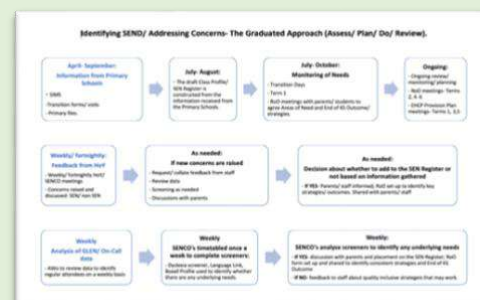 Identifying SEND/ Addressing Concerns- The Graduated Approach (Assess/ Plan/ Do/ Review).
April- September:
Information from Primary
Schools
- SIMS
-Transition forms/ visits
- Primary files
July- August:
- The draft Class Profile/
SEN Register is
constructed from the
information received from
the Primary Schools.
July- October:
Monitoring of Needs
- Transition Days
- Term 1
- RoD meetings with parents/ students to
agree Areas of Need and End of KS Outcome/
strategies.
Ongoing:
- Ongoing review/
monitoring/ planning
- RoD meetings- Terms
- EHCP Provision Plan
meetings- Terms
Weekly/ fortnightly:
Feedback from HoY
- Weekly/ fortnightly HoY/
SENCO meetings
- Concerns raised and
discussed SEN/ non SEN
As needed:
If new concerns are raised
- Request/ collate feedback from staff
- Review data
- Screening as needed
- Discussions with parents
As needed:
Decision about whether to add to the SEN Register or
not based on information gathered
- If YES- Parents/ staff informed, RoD set up to identify key
strategies/ outcomes. Shared with parents/ staff
Weekly
Analysis of On-Call
data
- Able to review data to identify
regular attendees on a weekly basis
Weekly
SENCO's timetabled once a
week to complete screeners:
- Dyslexia screener, Language Link,
Boxall Profile used to identify whether
there are any underlying needs.
Weekly:
SENCO's analyse screeners to identify any underlying needs
- If YES- discussion with parents and placement on the SEN Register. RoD
form set up and shared to identify consistent strategies and End of KS
Outcome
- If NO- feedback to staff about quality inclusive strategies that may work.